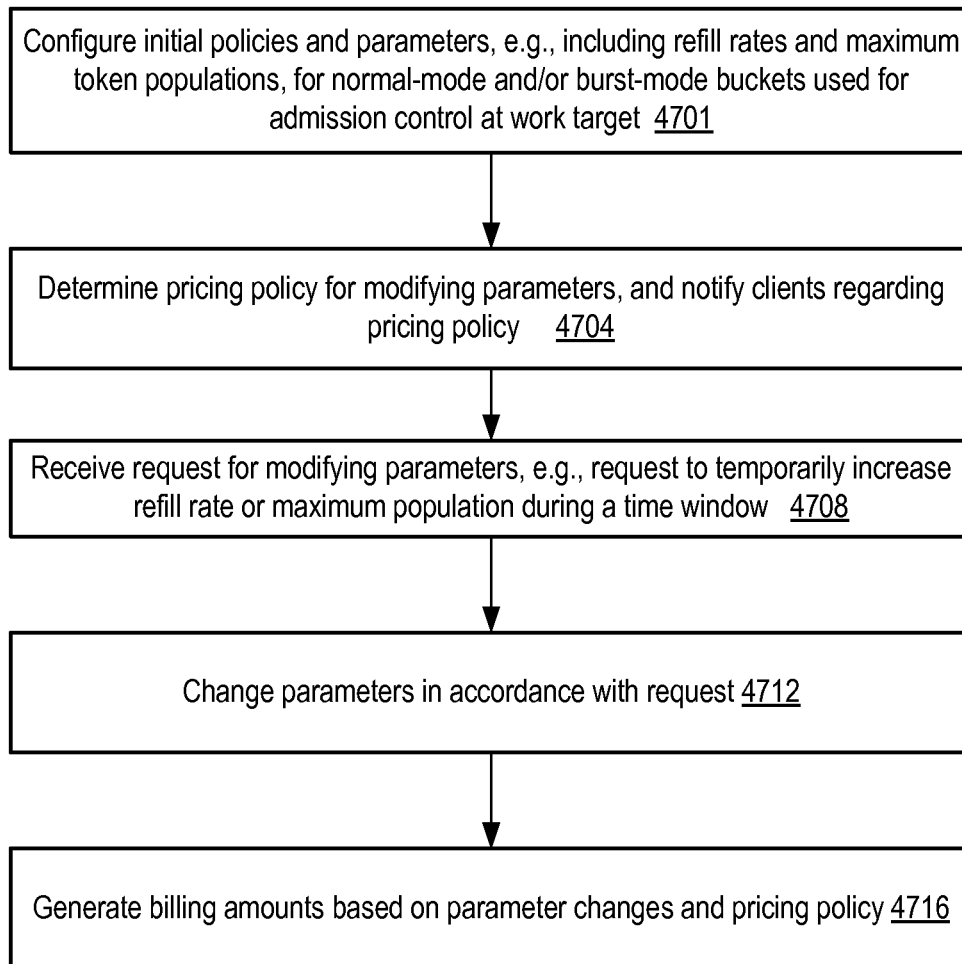 Configure initial policies and parameters, e.g., including refill rates and maximum
token populations, for normal-mode and/or burst-mode buckets used for
admission control at work target 4701
Determine pricing policy for modifying parameters, and notify clients regarding
pricing policy 4704
Receive request for modifying parameters, e.g., request to temporarily increase
refill rate or maximum population during a time window 4708
Change parameters in accordance with request 4712
Generate billing amounts based on parameter changes and pricing policy 4716